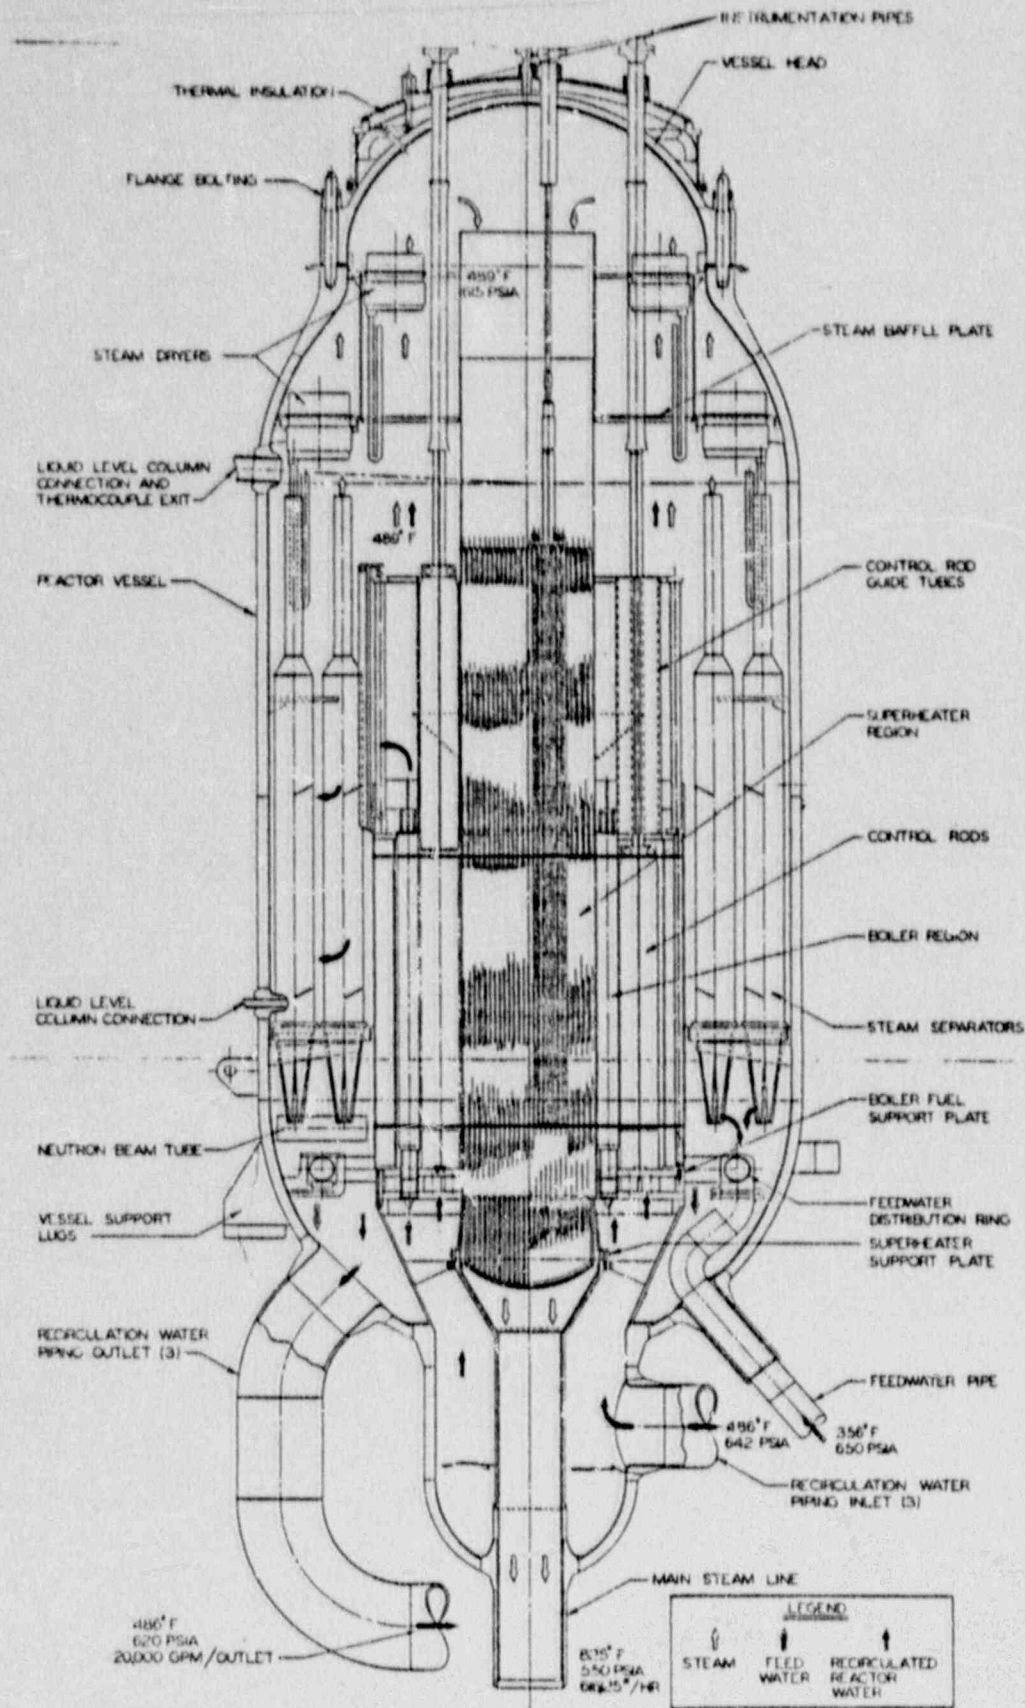 INSTRUMENTATION PIPES
VESSEL HEAD
THERMAL INSULATION
FLANGE BOLTING
489° F
615 PSIA
STEAM BAFFLE PLATE
STEAM DRYERS
LIQUID LEVEL COLUMN
CONNECTION AND
THERMOCOUPLE EXIT
489° F
REACTOR VESSEL
CONTROL ROD
GUIDE TUBES
SUPERHEATER
REGION
CONTROL RODS
BOILER REGION
LIQUID LEVEL
COLUMN CONNECTION
STEAM SEPARATORS
BOILER FUEL
SUPPORT PLATE
NEUTRON BEAM TUBE
VESSEL SUPPORT
LUGS
FEEDWATER
DISTRIBUTION RING
SUPERHEATER
SUPPORT PLATE
RECIRCULATION WATER
PIPING OUTLET (3)
FEEDWATER PIPE
486° F
642 PSIA
356° F
650 PSIA
RECIRCULATION WATER
PIPING INLET (3)
MAIN STEAM LINE
486° F
620 PSIA
20,000 GPM/OUTLET
550 PSIA
LEGEND
STEAM
FEED
WATER
RECIRCULATED
REACTOR
WATER